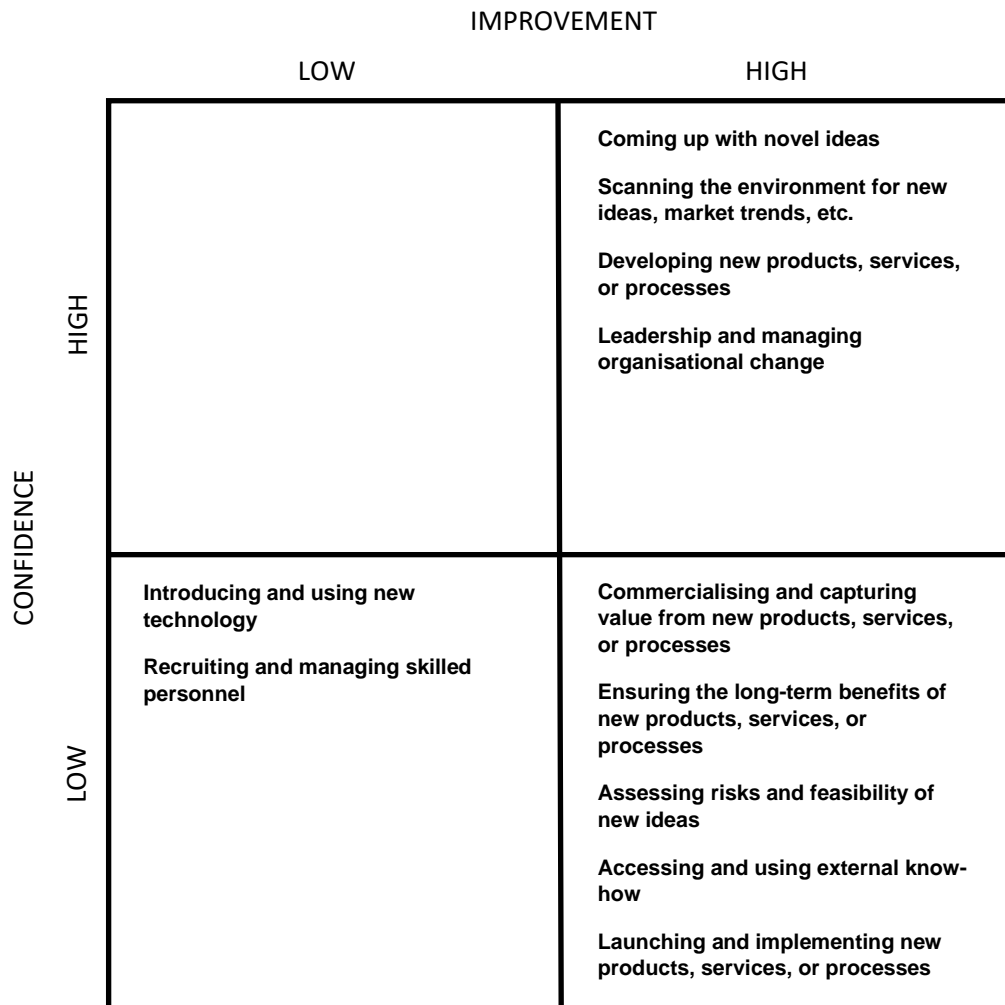 IMPROVEMENT
LOW
HIGH
CONFIDENCE
HIGH
Coming up with novel ideas
Scanning the environment for new
ideas, market trends, etc.
Developing new products, services,
or processes
Leadership and managing
organisational change
LOW
Introducing and using new
technology
Recruiting and managing skilled
personnel
Commercialising and capturing
value from new products, services,
or processes
Ensuring the long-term benefits of
new products, services, or
processes
Assessing risks and feasibility of
new ideas
Accessing and using external know-
how
Launching and implementing new
products, services, or processes